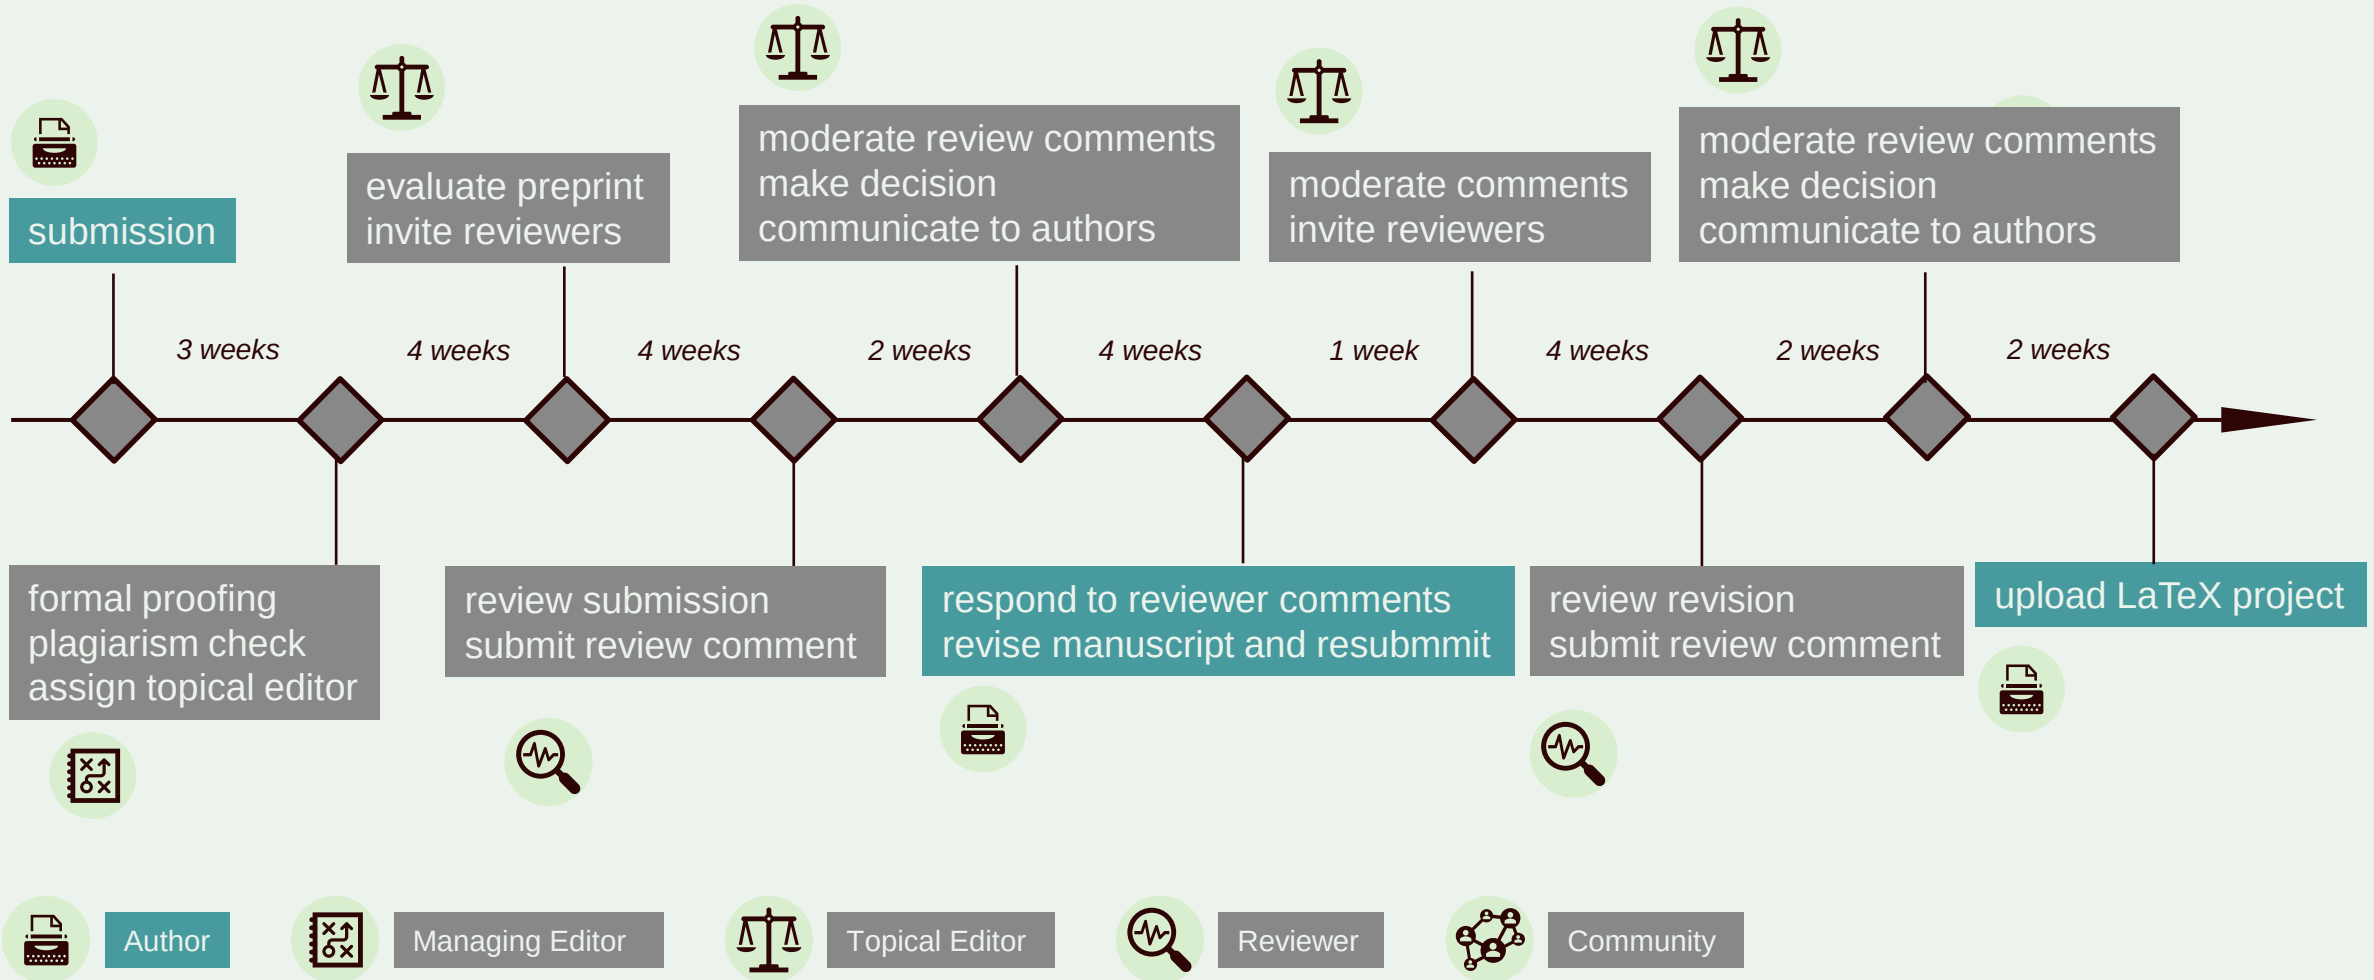 submission
evaluate preprint
invite reviewers
moderate review comments
make decision
communicate to authors
moderate comments
invite reviewers
moderate review comments
make decision
communicate to authors
3 weeks
4 weeks
4 weeks
2 weeks
4 weeks
1 week
4 weeks
2 weeks
2 weeks
formal proofing
plagiarism check
assign topical editor
review submission
submit review comment
respond to reviewer comments
revise manuscript and resubmmit
review revision
submit review comment
upload LaTeX project
Author
Managing Editor
Topical Editor
Reviewer
Community